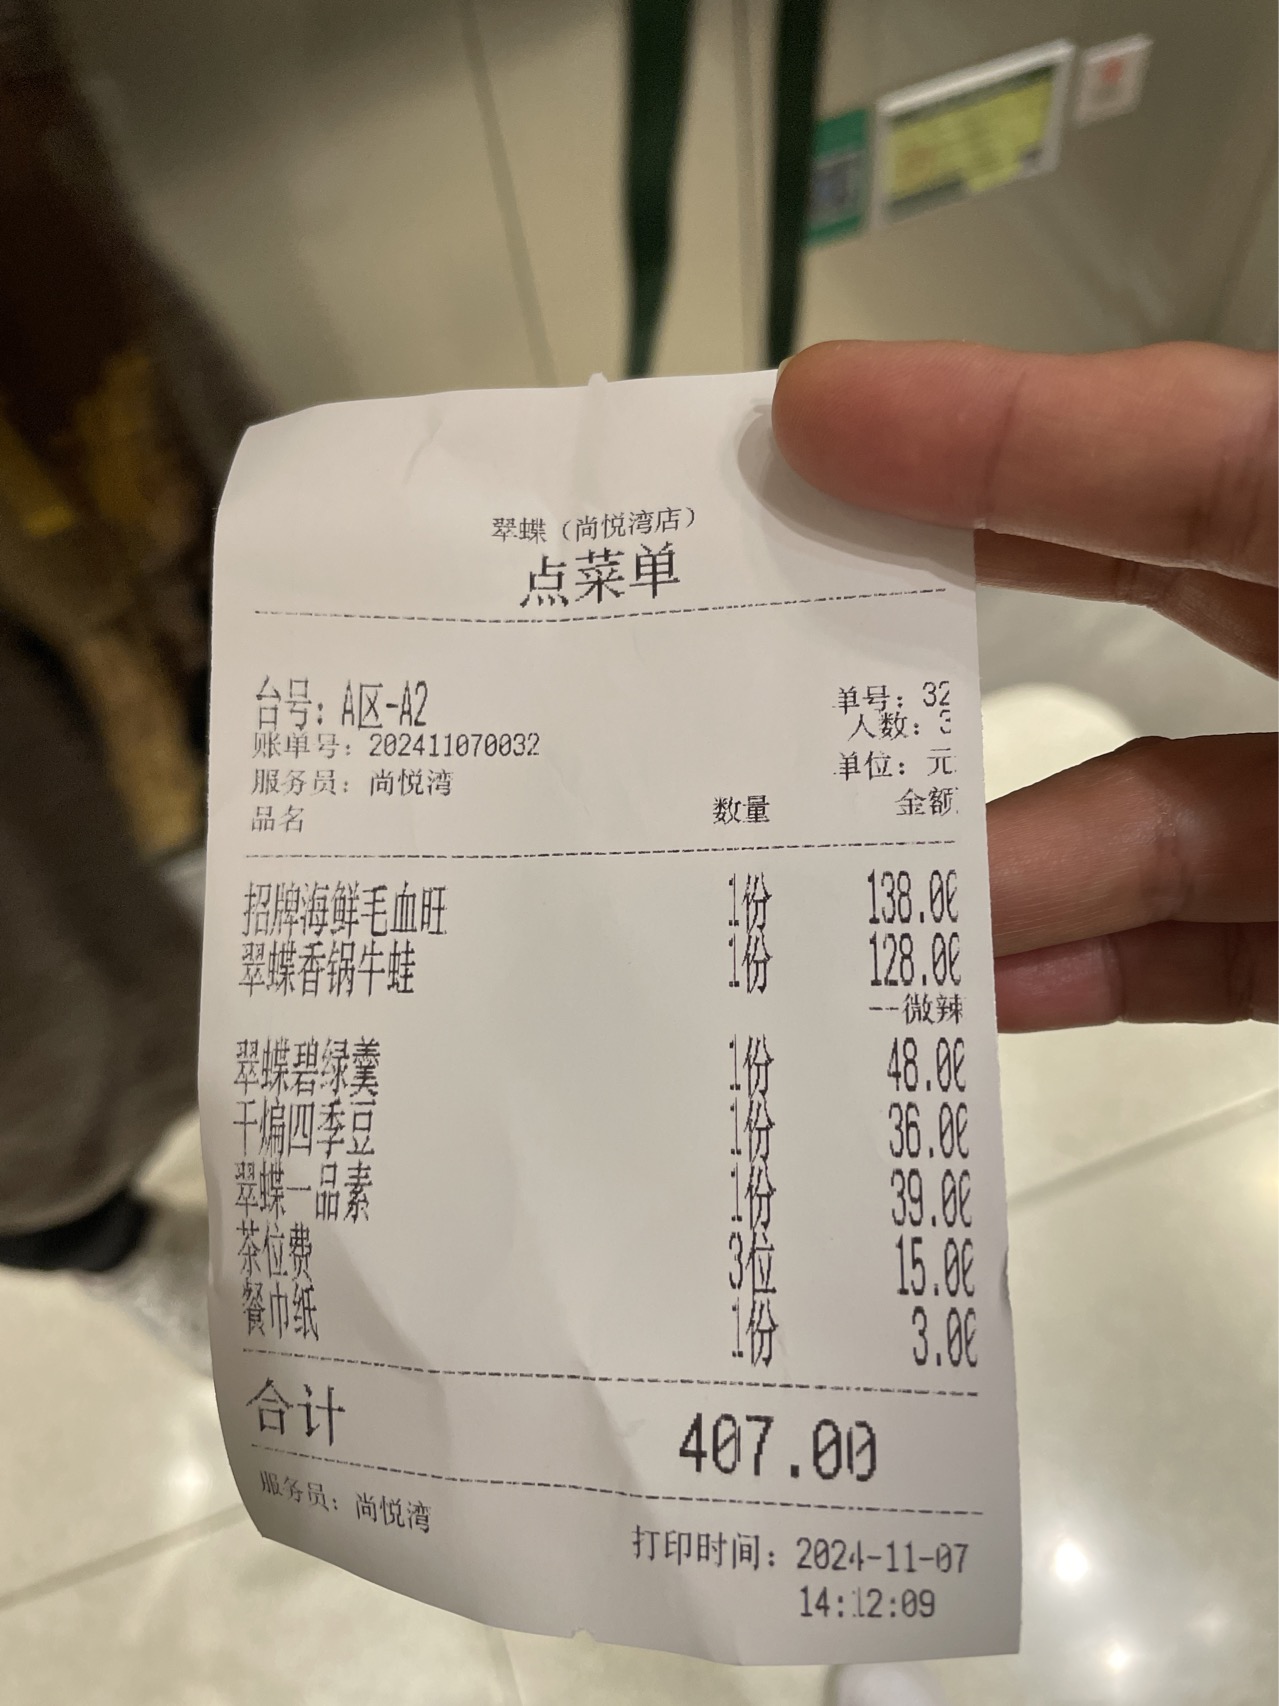 翠蝶（尚悦湾店）
点菜单
台号：A区-A2
单号：32
账单号：202411070032
人数：3
服务员：尚悦湾
单位：元
品名 数量 金额
招牌海鲜毛血旺 1份 138.00
翠蝶香锅牛蛙 1份 128.00
--微辣
翠蝶碧绿羹 1份 48.00
干煸四季豆 1份 36.00
翠蝶一品素 1份 39.00
茶位费 3位 15.00
餐巾纸 1份 3.00
合计 407.00
服务员：尚悦湾
打印时间：2024-11-07
14:12:09